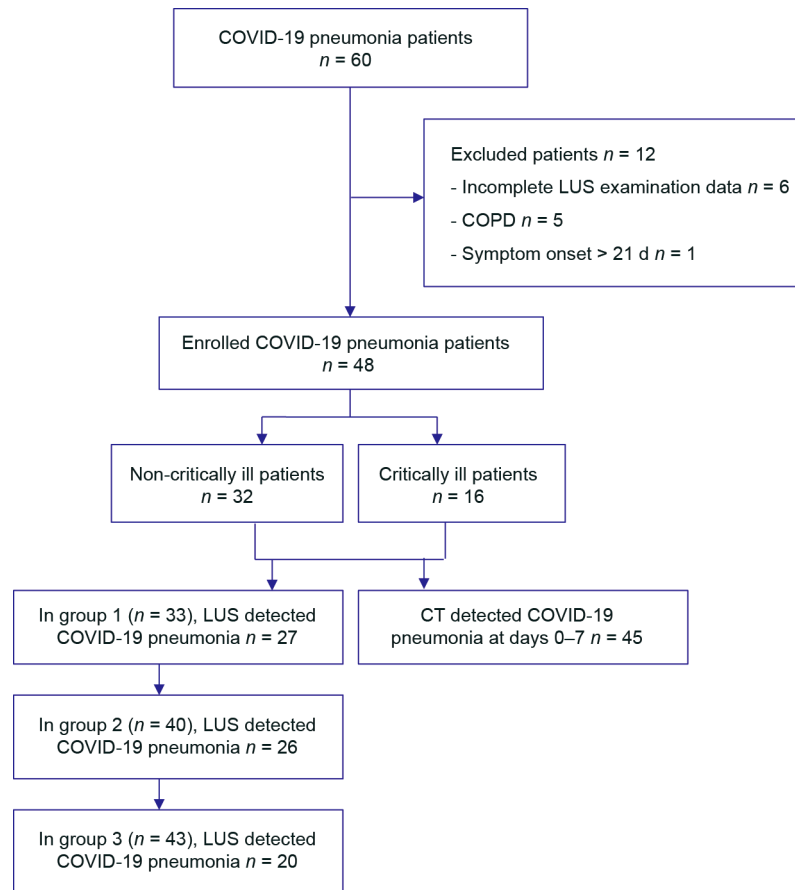 COVID-19 pneumonia patients
n = 60
Excluded patients n = 12
- Incomplete LUS examination data n = 6
- COPD n = 5
- Symptom onset > 21 d n = 1
Enrolled COVID-19 pneumonia patients
n = 48
Non-critically ill patients
n = 32
Critically ill patients
n = 16
In group 1 (n = 33), LUS detected
COVID-19 pneumonia n = 27
CT detected COVID-19
pneumonia at days 0–7 n = 45
In group 2 (n = 40), LUS detected
COVID-19 pneumonia n = 26
In group 3 (n = 43), LUS detected
COVID-19 pneumonia n = 20